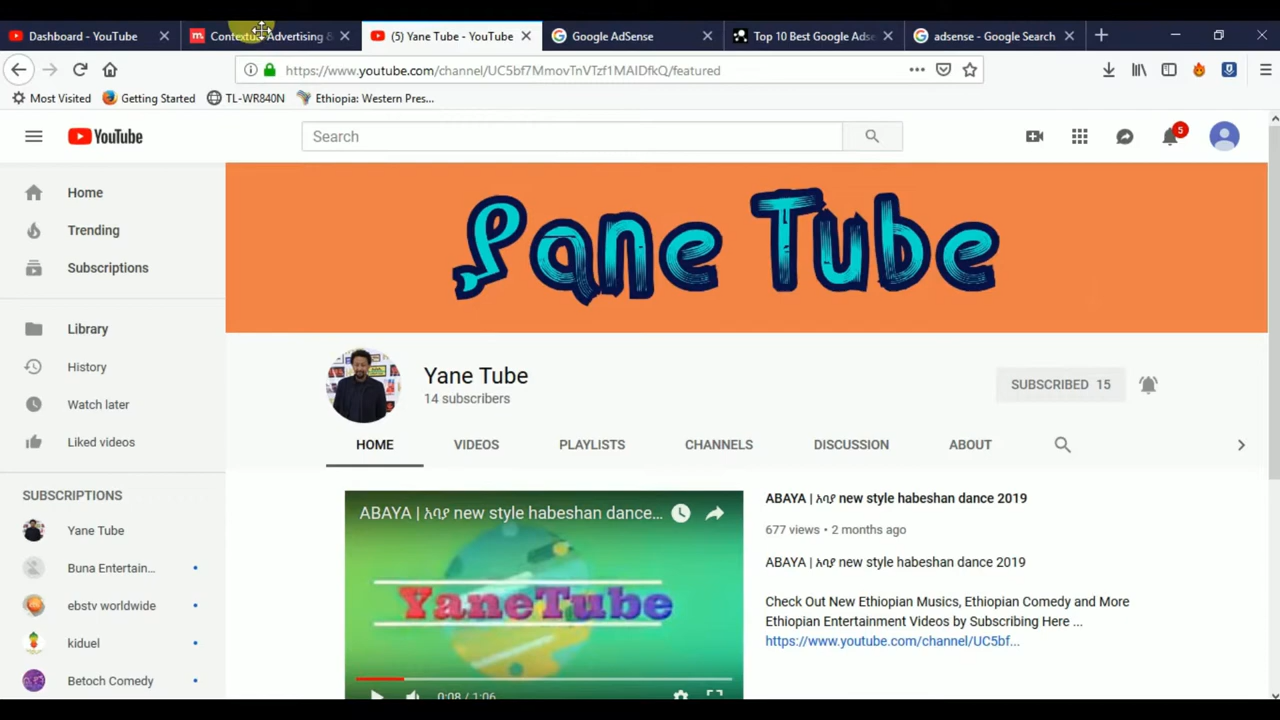 Dashboard - YouTube
Contextual Advertising &
(5) Yane Tube - YouTube
Google AdSense
Top 10 Best Google Ads
adsense - Google Search
https://www.youtube.com/channel/UC5bf7MmovTnVTzf1MAIDfkQ/featured
Most Visited
Getting Started
TL-WR840N
Ethiopia: Western Pres...
YouTube
Search
5
Home
Trending
Subscriptions
Library
History
Watch later
Liked videos
SUBSCRIPTIONS
Yane Tube
Buna Entertain...
ebstv worldwide
kiduel
Betoch Comedy
Yane Tube
Yane Tube
14 subscribers
SUBSCRIBED 15
HOME
VIDEOS
PLAYLISTS
CHANNELS
DISCUSSION
ABOUT
ABAYA | አባያ new style habeshan dance...
YaneTube
0:08 / 1:06
ABAYA | አባያ new style habeshan dance 2019
677 views • 2 months ago
ABAYA | አባያ new style habeshan dance 2019
Check Out New Ethiopian Musics, Ethiopian Comedy and More
Ethiopian Entertainment Videos by Subscribing Here ...
https://www.youtube.com/channel/UC5bf...